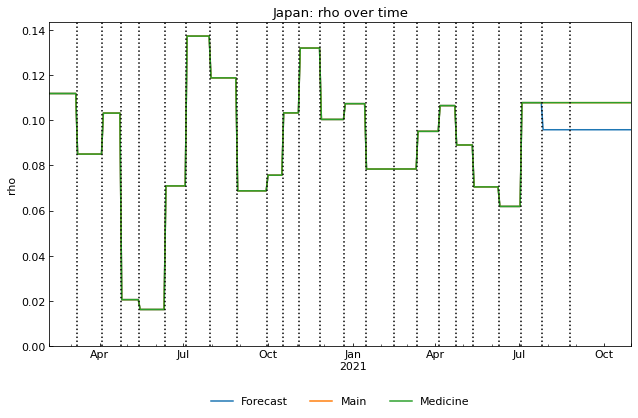 Japan: rho over time
0.14
0.12
0.10
0.08
0.06
0.04
0.02
0.00
rho
Apr Jul Oct Jan Apr Jul Oct
2021
Forecast Main Medicine